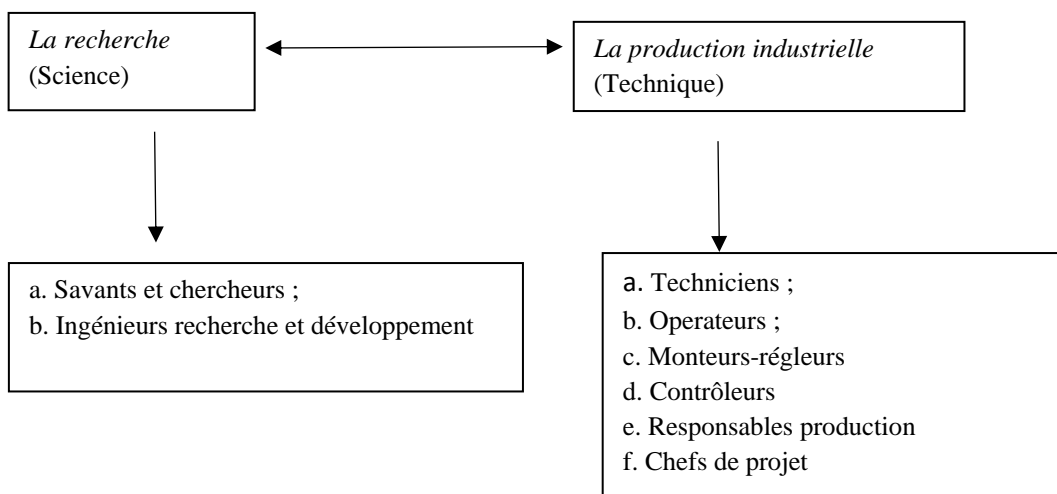 La recherche
(Science)
La production industrielle
(Technique)
a. Savants et chercheurs ;
b. Ingénieurs recherche et développement
a. Techniciens ;
b. Operateurs ;
c. Monteurs-régleurs
d. Contrôleurs
e. Responsables production
f. Chefs de projet